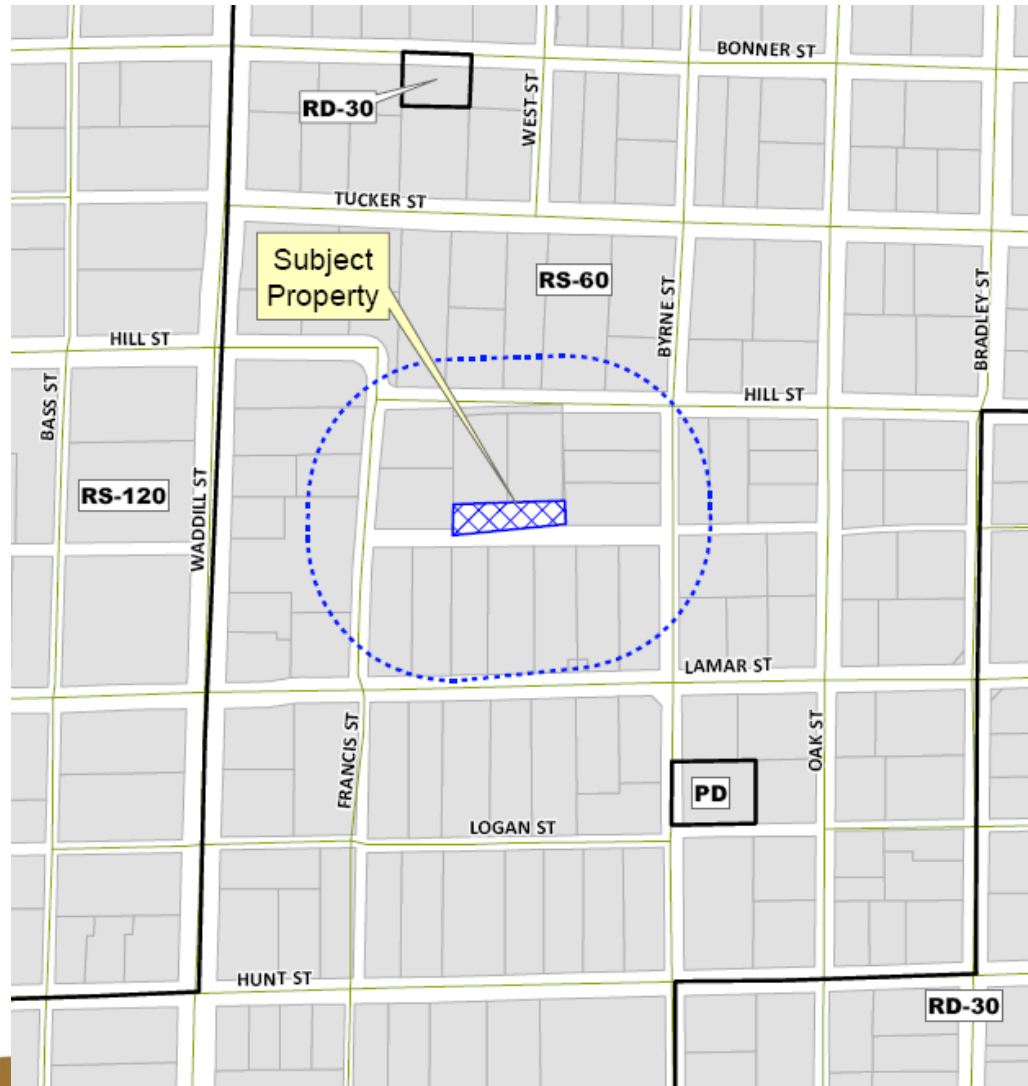 BONNER ST
RD-30
WEST ST
TUCKER ST
Subject
Property
RS-60
BYRNE ST
BRADLEY ST
HILL ST
BASS ST
HILL ST
RS-120
WADDILL ST
LAMAR ST
FRANCIS ST
OAK ST
PD
LOGAN ST
HUNT ST
RD-30